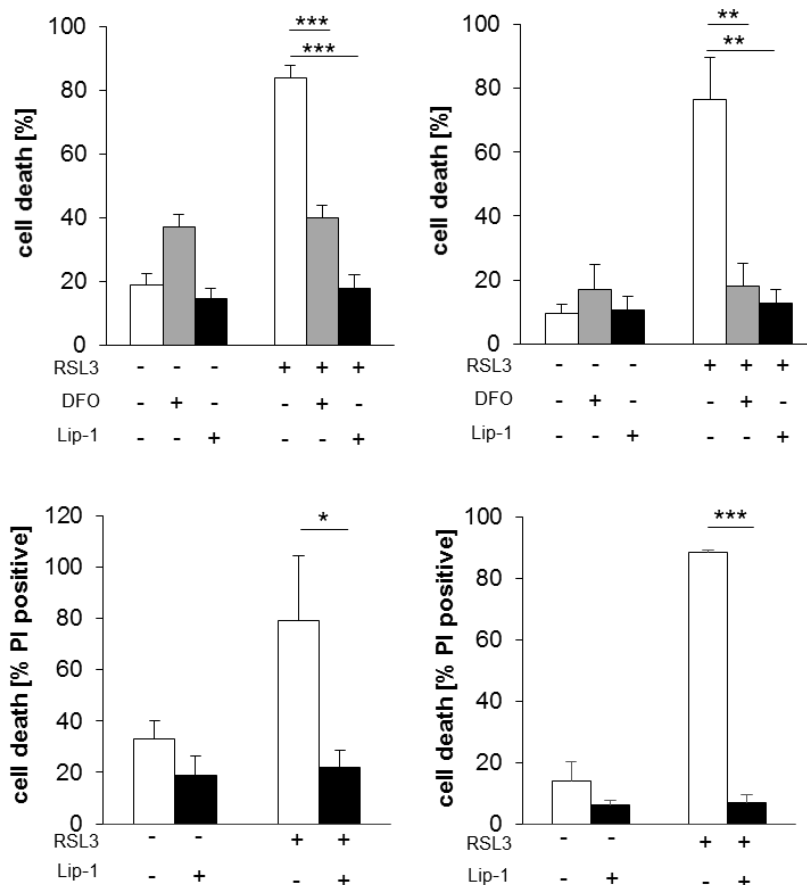 ***
***
100
80
60
40
20
0
cell death [%]
RSL3 - - - + + +
DFO - + - - + -
Lip-1 - - + - - +
**
**
100
80
60
40
20
0
cell death [%]
RSL3 - - - + + +
DFO - + - - + -
Lip-1 - - + - - +
*
120
100
80
60
40
20
0
cell death [% PI positive]
RSL3 - - + +
Lip-1 - + - +
***
100
80
60
40
20
0
cell death [% PI positive]
RSL3 - - + +
Lip-1 - + - +